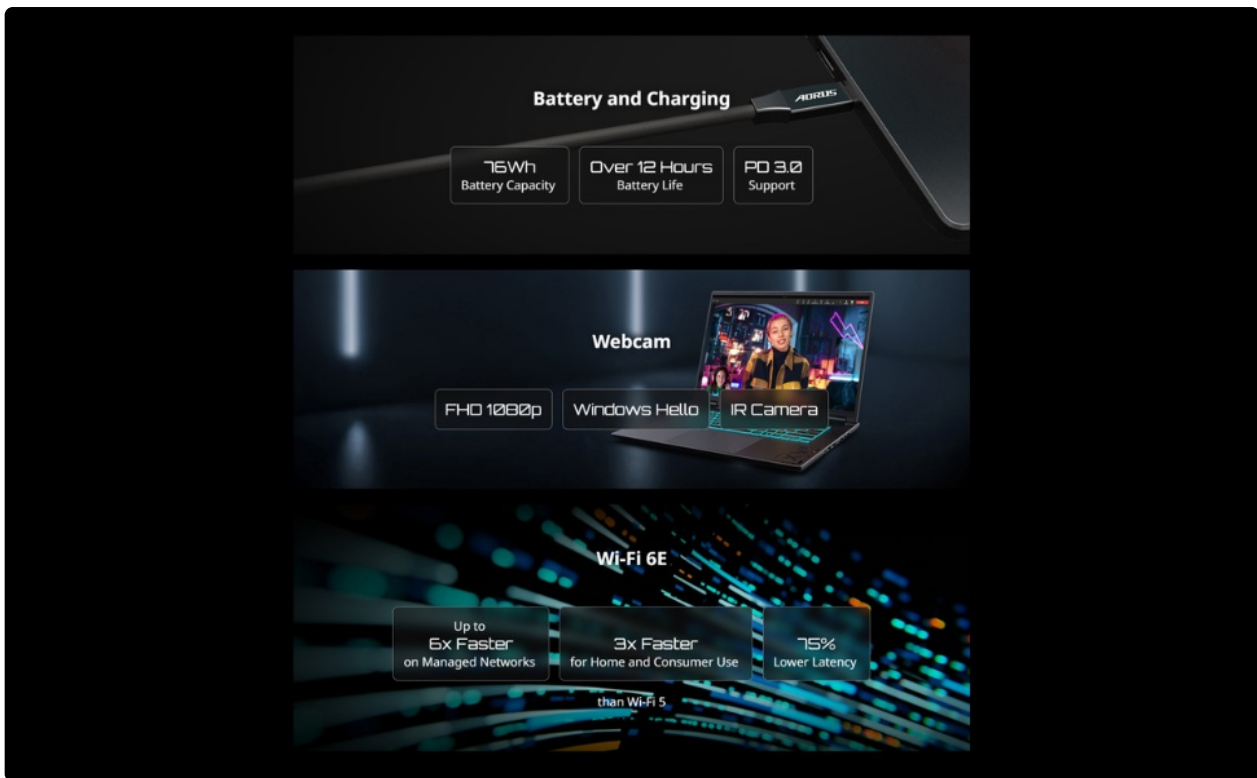 Battery and Charging
AORUS
76Wh
Battery Capacity
Over 12 Hours
Battery Life
PD 3.0
Support
Webcam
FHD 1080p
Windows Hello
IR Camera
Wi-Fi 6E
Up to
6x Faster
on Managed Networks
3x Faster
for Home and Consumer Use
75%
Lower Latency
than Wi-Fi 5